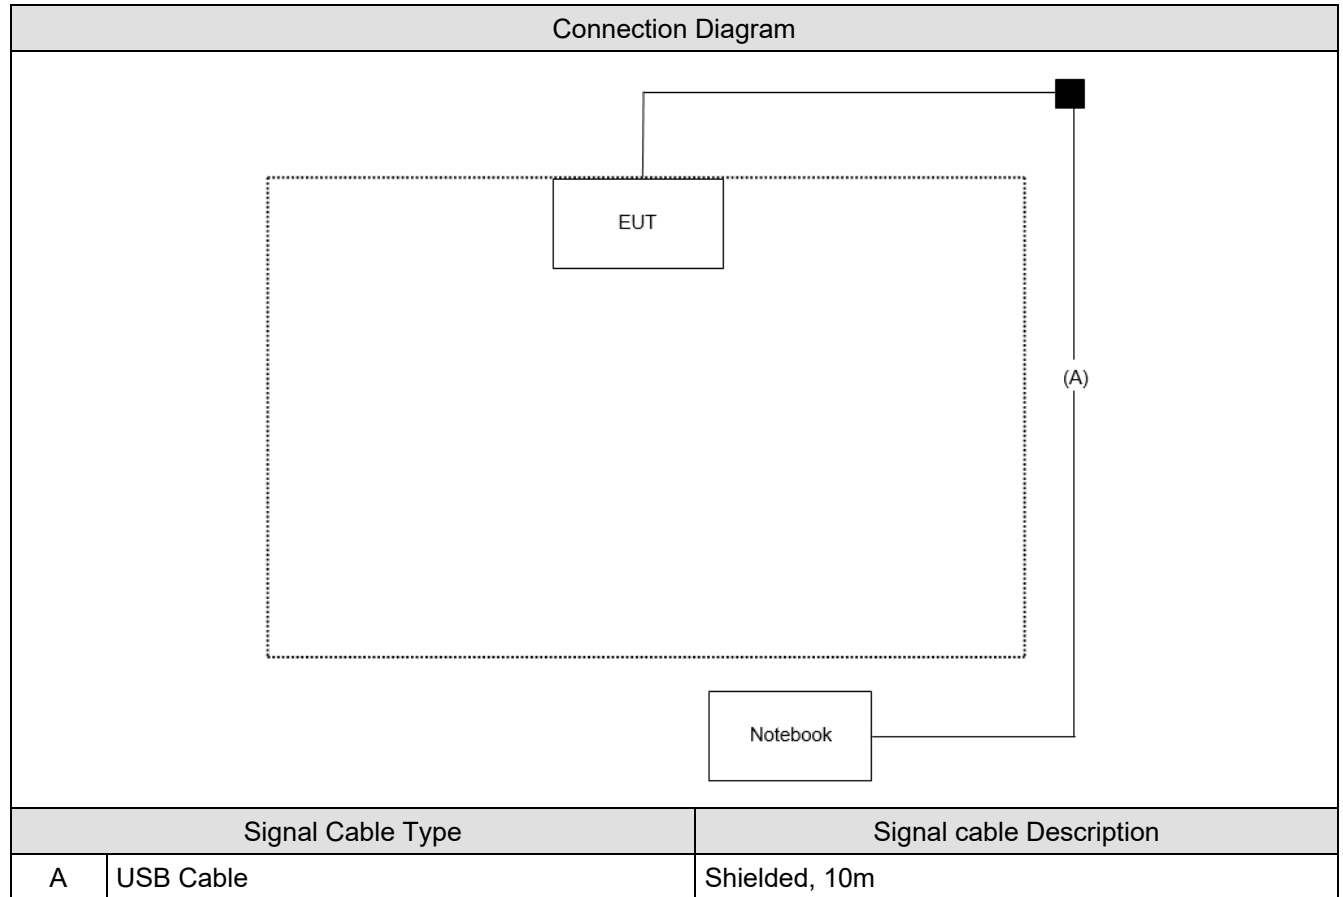 Connection Diagram
EUT
(A)
Notebook
Signal Cable Type Signal cable Description
A USB Cable Shielded, 10m